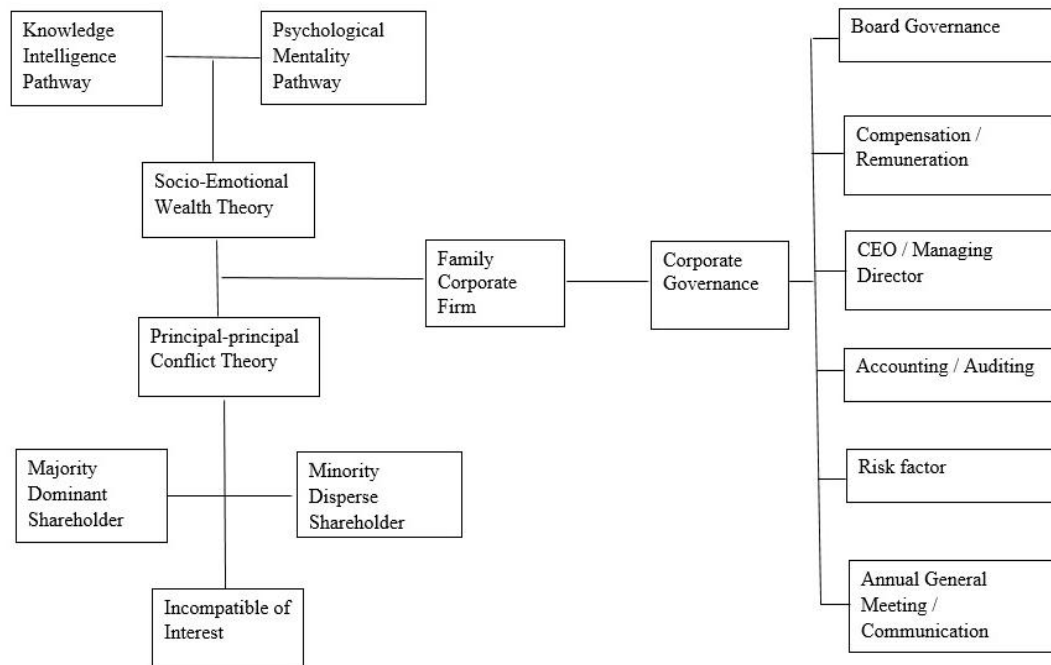 Knowledge
Intelligence
Pathway
Psychological
Mentality
Pathway
Socio-Emotional
Wealth Theory
Principal-principal
Conflict Theory
Majority
Dominant
Shareholder
Minority
Disperse
Shareholder
Incompatible of
Interest
Family
Corporate
Firm
Corporate
Governance
Board Governance
Compensation /
Remuneration
CEO / Managing
Director
Accounting / Auditing
Risk factor
Annual General
Meeting /
Communication